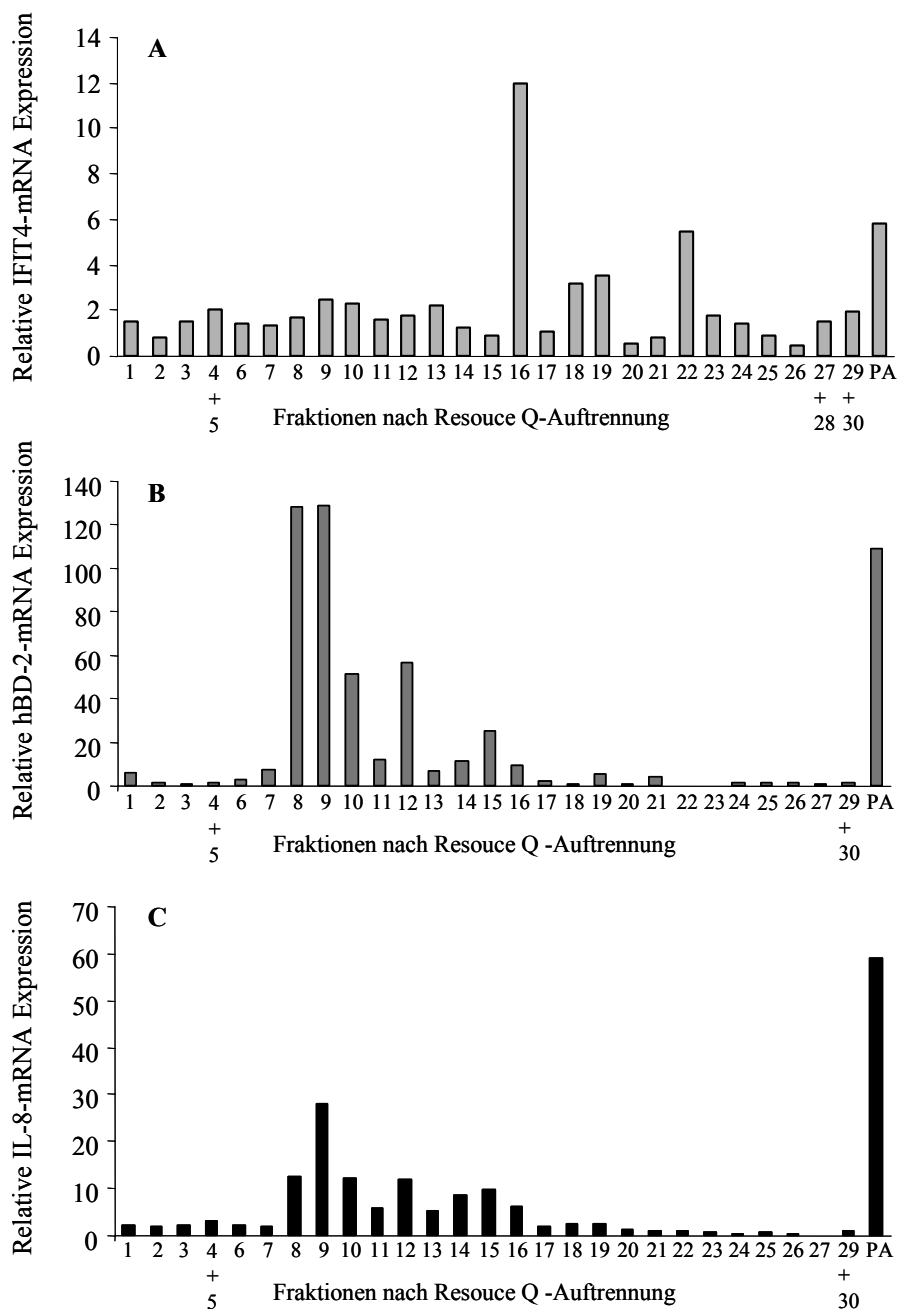 Relative IFIT4-mRNA Expression
A
14
12
10
8
6
4
2
0
1 2 3 4 6 7 8 9 10 11 12 13 14 15 16 17 18 19 20 21 22 23 24 25 26 27 29 PA
+ + +
5 28 30
Fraktionen nach Resouce Q-Auftrennung
Relative hBD-2-mRNA Expression
B
140
120
100
80
60
40
20
0
1 2 3 4 6 7 8 9 10 11 12 13 14 15 16 17 18 19 20 21 22 23 24 25 26 27 29 PA
+ +
5 30
Fraktionen nach Resouce Q -Auftrennung
Relative IL-8-mRNA Expression
C
70
60
50
40
30
20
10
0
1 2 3 4 6 7 8 9 10 11 12 13 14 15 16 17 18 19 20 21 22 23 24 25 26 27 29 PA
+ +
5 30
Fraktionen nach Resouce Q -Auftrennung